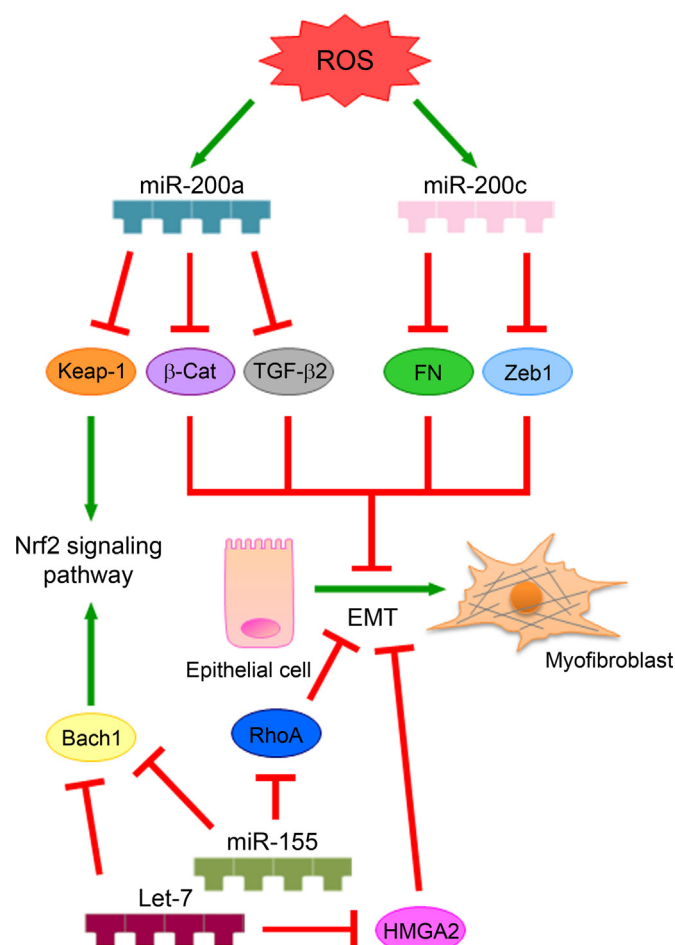 ROS
miR-200a
miR-200c
Keap-1
β-Cat
TGF-β2
FN
Zeb1
Nrf2 signaling
pathway
EMT
Epithelial cell
Myofibroblast
Bach1
RhoA
miR-155
Let-7
HMGA2